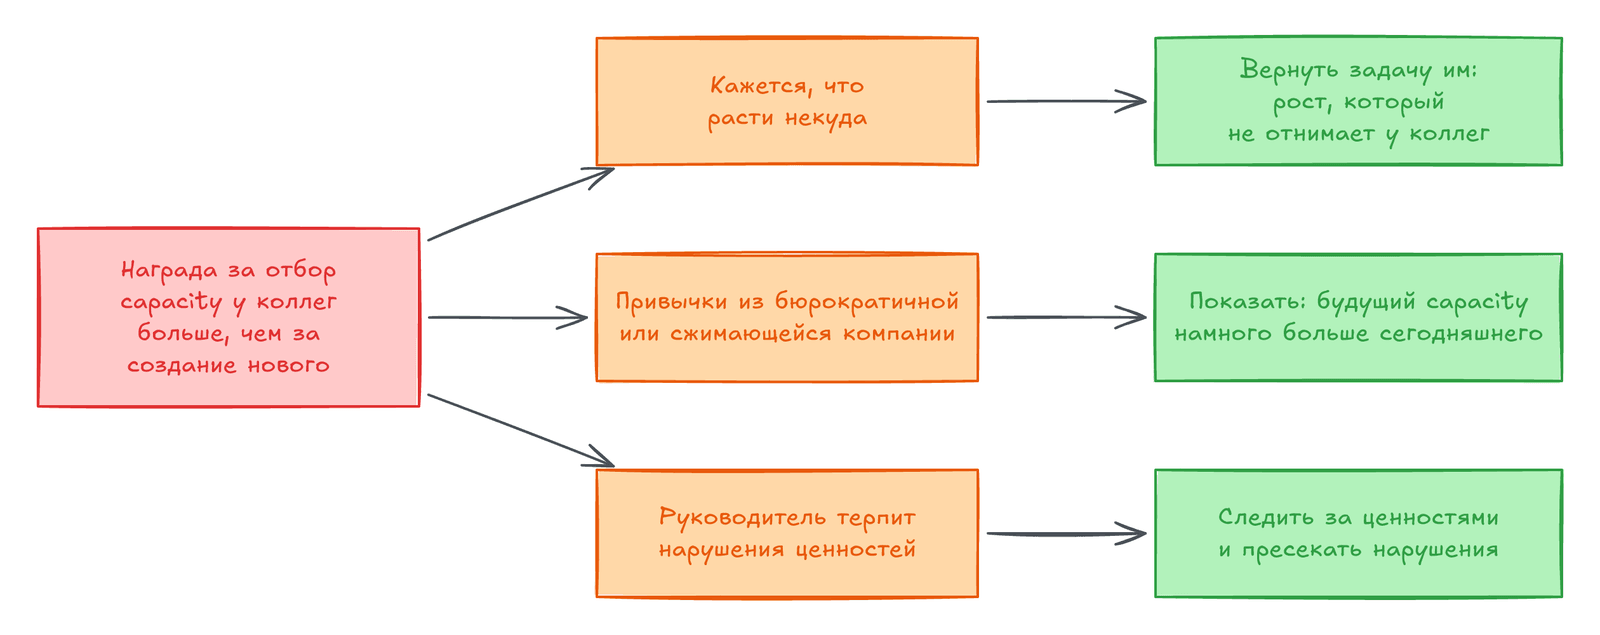 Кажется, что
расти некуда
Вернуть задачу им:
рост, который
не отнимает у коллег
Награда за отбор
capacity у коллег
больше, чем за
создание нового
Привычки из бюрократичной
или сжимающейся компании
Показать: будущий capacity
намного больше сегодняшнего
Руководитель терпит
нарушения ценностей
Следить за ценностями
и пресекать нарушения